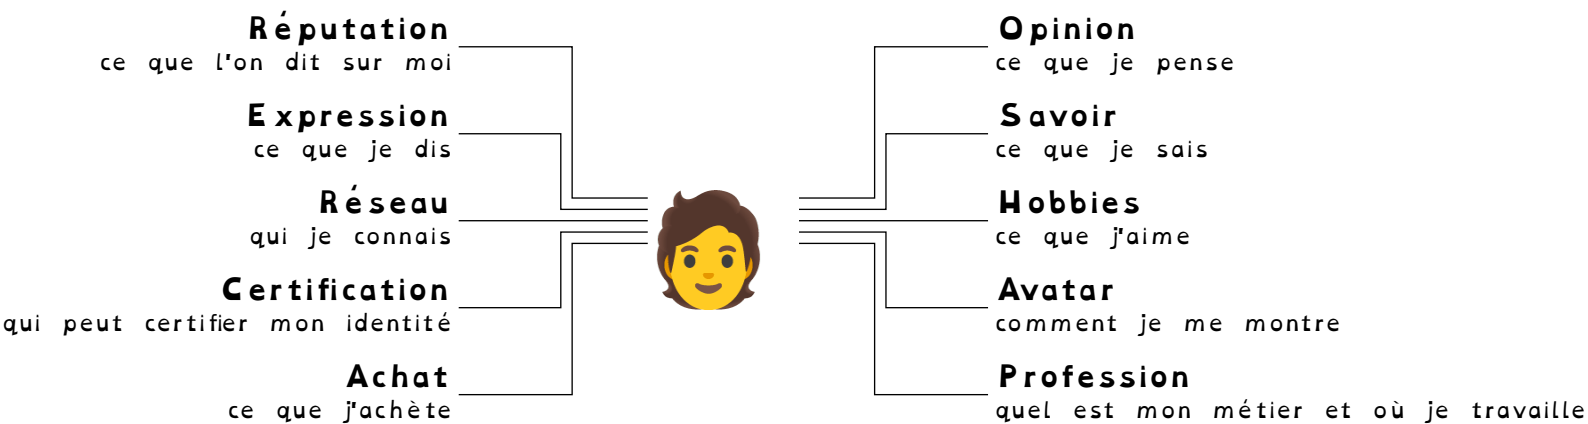 Réputation
ce que l'on dit sur moi
Expression
ce que je dis
Réseau
qui je connais
Certification
qui peut certifier mon identité
Achat
ce que j'achète
Opinion
ce que je pense
Savoir
ce que je sais
Hobbies
ce que j'aime
Avatar
comment je me montre
Profession
quel est mon métier et où je travaille